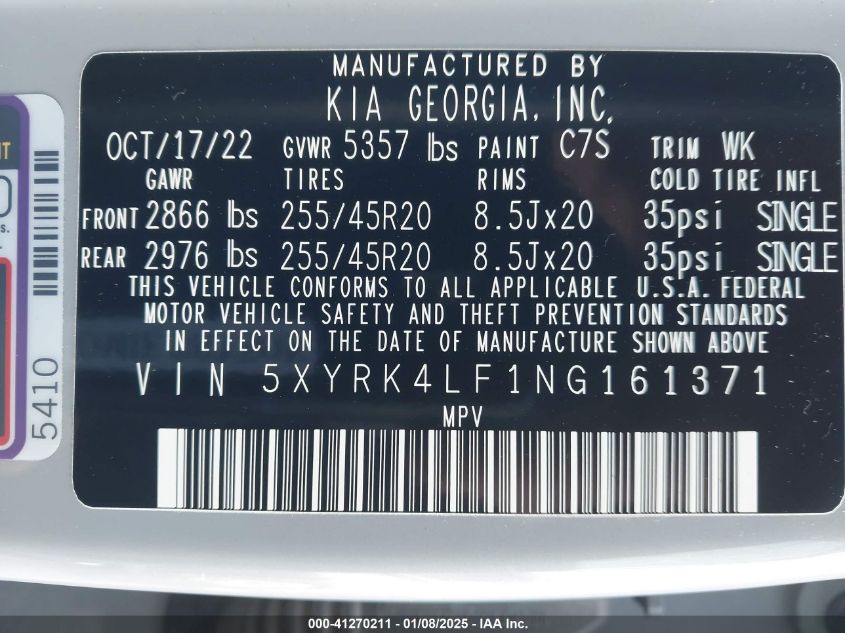 MANUFACTURED BY
KIA GEORGIA, INC.
OCT/17/22 GVWR 5357 lbs PAINT C7S TRIM WK
GAWR TIRES RIMS COLD TIRE INFL
FRONT 2866 lbs 255/45R20 8.5Jx20 35psi SINGLE
REAR 2976 lbs 255/45R20 8.5Jx20 35psi SINGLE
THIS VEHICLE CONFORMS TO ALL APPLICABLE U.S.A. FEDERAL
MOTOR VEHICLE SAFETY AND THEFT PREVENTION STANDARDS
IN EFFECT ON THE DATE OF MANUFACTURE SHOWN ABOVE
VIN 5XYRK4LF1NG161371
MPV
5410
000-41270211 - 01/08/2025 - IAA Inc.